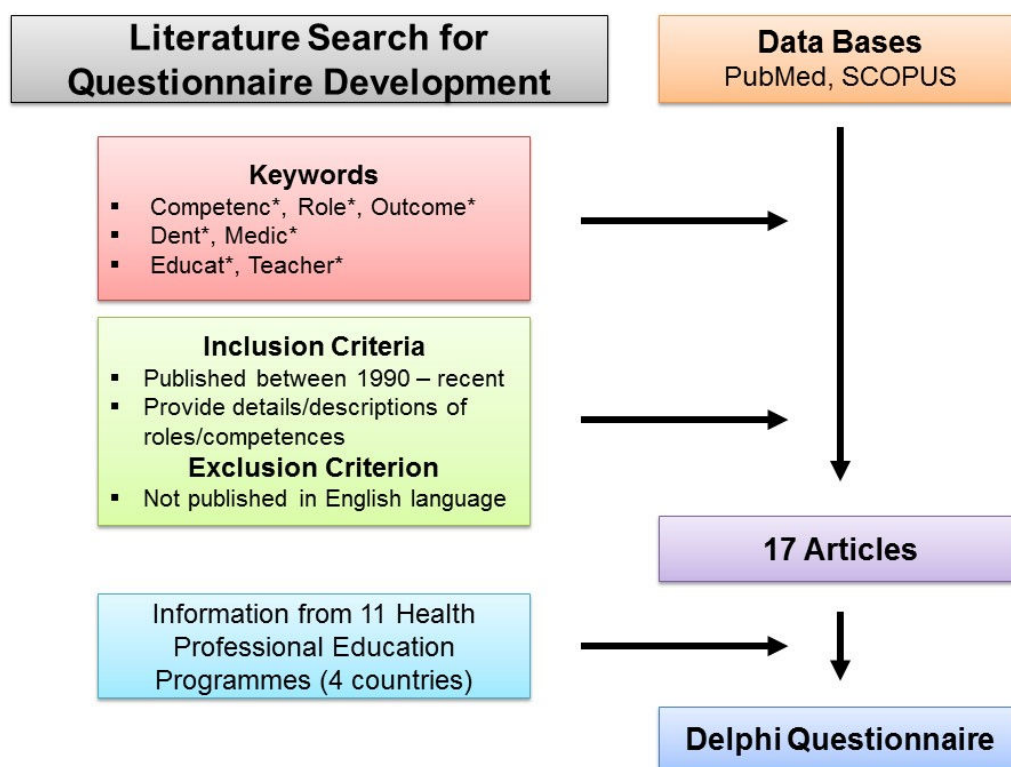 Literature Search for
Questionnaire Development
Data Bases
PubMed, SCOPUS
Keywords
▪ Competenc*, Role*, Outcome*
▪ Dent*, Medic*
▪ Educat*, Teacher*
Inclusion Criteria
▪ Published between 1990 – recent
▪ Provide details/descriptions of
roles/competences
Exclusion Criterion
▪ Not published in English language
17 Articles
Information from 11 Health
Professional Education
Programmes (4 countries)
Delphi Questionnaire